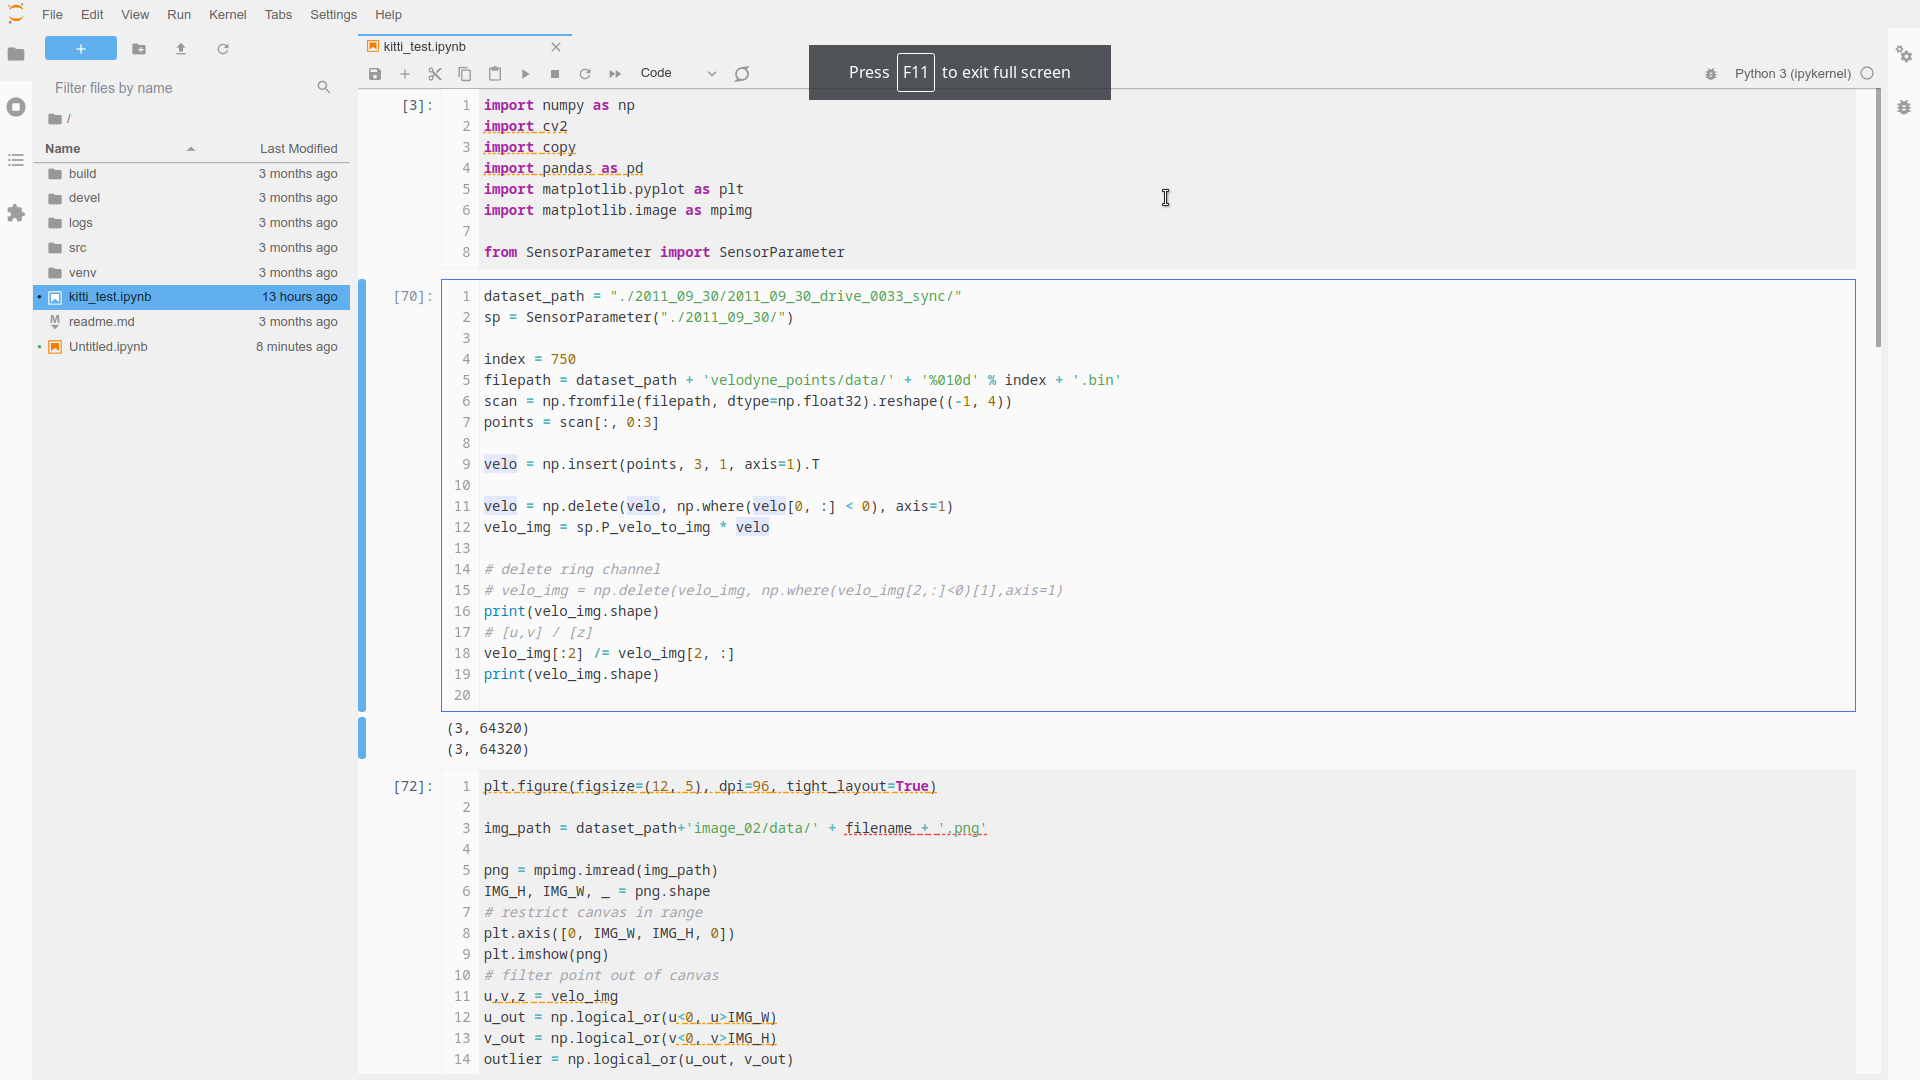 File Edit View Run Kernel Tabs Settings Help
kitti_test.ipynb
Code
Press F11 to exit full screen
Python 3 (ipykernel)
Filter files by name
/
Name Last Modified
build 3 months ago
devel 3 months ago
logs 3 months ago
src 3 months ago
venv 3 months ago
kitti_test.ipynb 13 hours ago
readme.md 3 months ago
Untitled.ipynb 8 minutes ago
[3]:
1 import numpy as np
2 import cv2
3 import copy
4 import pandas as pd
5 import matplotlib.pyplot as plt
6 import matplotlib.image as mpimg
7
8 from SensorParameter import SensorParameter
[70]:
1 dataset_path = "./2011_09_30/2011_09_30_drive_0033_sync/"
2 sp = SensorParameter("./2011_09_30/")
3
4 index = 750
5 filepath = dataset_path + 'velodyne_points/data/' + '%010d' % index + '.bin'
6 scan = np.fromfile(filepath, dtype=np.float32).reshape((-1, 4))
7 points = scan[:, 0:3]
8
9 velo = np.insert(points, 3, 1, axis=1).T
10
11 velo = np.delete(velo, np.where(velo[0, :] < 0), axis=1)
12 velo_img = sp.P_velo_to_img * velo
13
14 # delete ring channel
15 # velo_img = np.delete(velo_img, np.where(velo_img[2,:]<0)[1],axis=1)
16 print(velo_img.shape)
17 # [u,v] / [z]
18 velo_img[:2] /= velo_img[2, :]
19 print(velo_img.shape)
20
(3, 64320)
(3, 64320)
[72]:
1 plt.figure(figsize=(12, 5), dpi=96, tight_layout=True)
2
3 img_path = dataset_path+'image_02/data/' + filename + '.png'
4
5 png = mpimg.imread(img_path)
6 IMG_H, IMG_W, _ = png.shape
7 # restrict canvas in range
8 plt.axis([0, IMG_W, IMG_H, 0])
9 plt.imshow(png)
10 # filter point out of canvas
11 u,v,z = velo_img
12 u_out = np.logical_or(u<0, u>IMG_W)
13 v_out = np.logical_or(v<0, v>IMG_H)
14 outlier = np.logical_or(u_out, v_out)